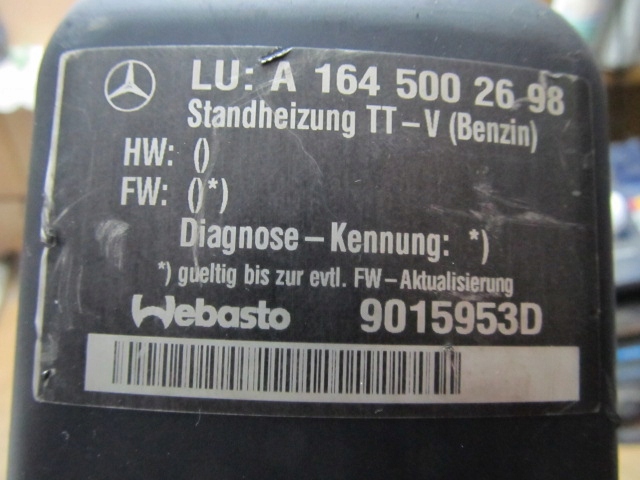 LU: A 164 500 26 98
Standheizung TT-V (Benzin)
HW: ()
FW: ()*)
Diagnose-Kennung: *)
*) gueltig bis zur evtl. FW-Aktualisierung
Webasto 9015953D